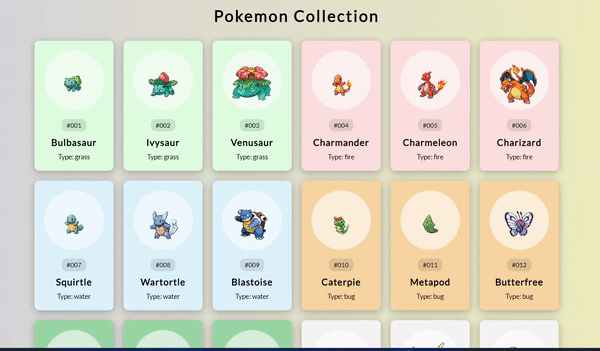 Pokemon Collection
#001 #002 #003 #004 #005 #006
Bulbasaur Ivysaur Venusaur Charmander Charmeleon Charizard
Type: grass Type: grass Type: grass Type: fire Type: fire Type: fire
#007 #008 #009 #010 #011 #012
Squirtle Wartortle Blastoise Caterpie Metapod Butterfree
Type: water Type: water Type: water Type: bug Type: bug Type: bug